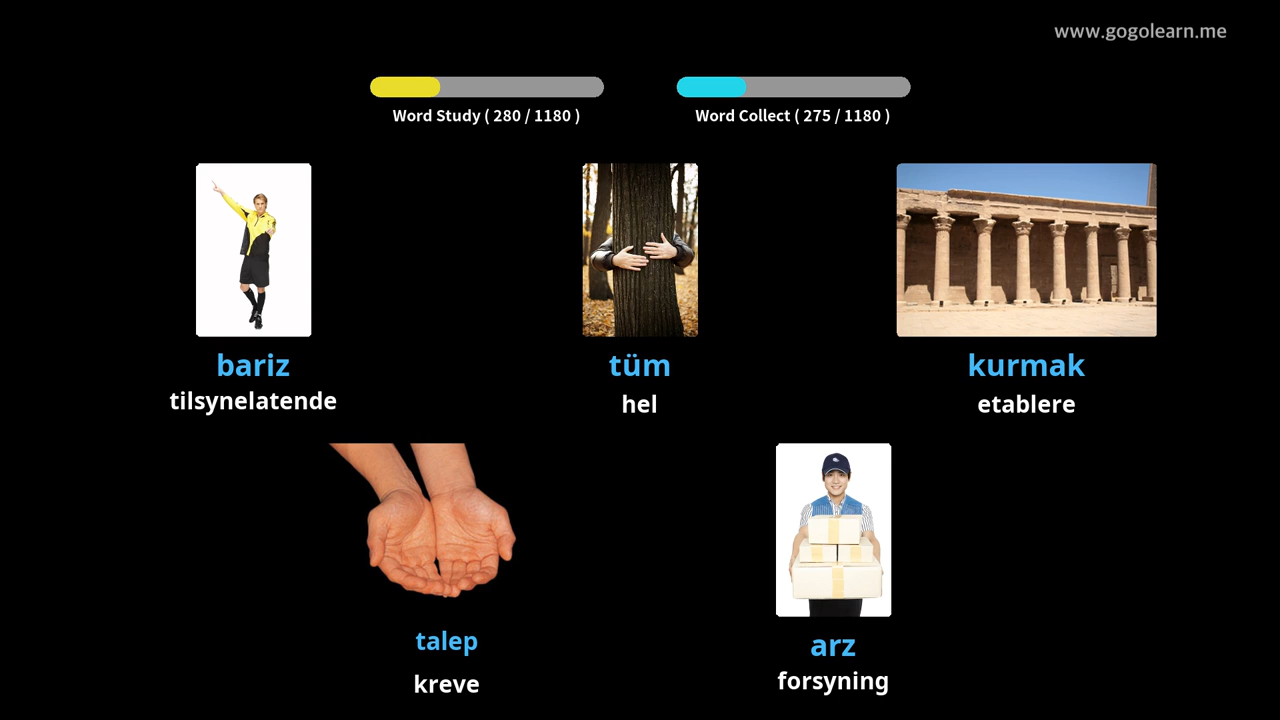 www.gogolearn.me
Word Study ( 280 / 1180 )
Word Collect ( 275 / 1180 )
bariz
tilsynelatende
tüm
hel
kurmak
etablere
talep
kreve
arz
forsyning